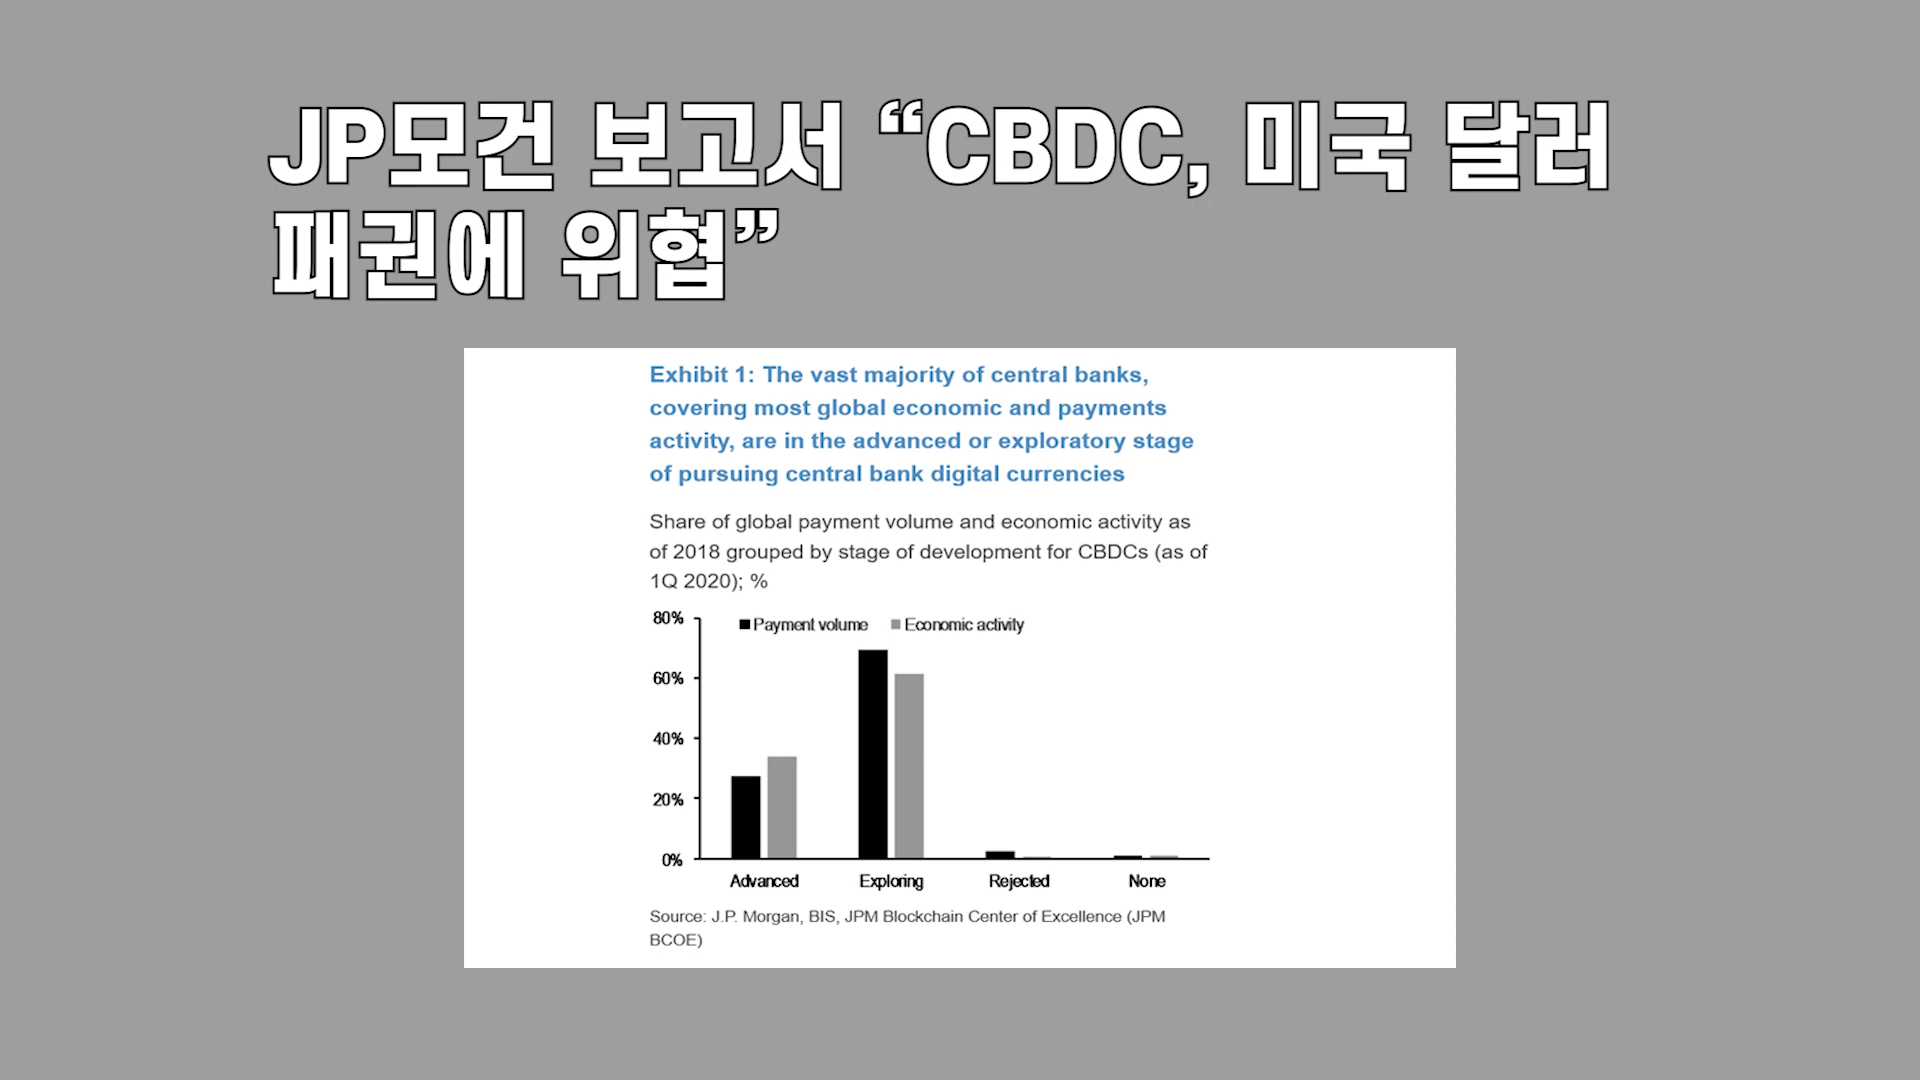 JP모건 보고서 “CBDC, 미국 달러
패권에 위협”
Exhibit 1: The vast majority of central banks,
covering most global economic and payments
activity, are in the advanced or exploratory stage
of pursuing central bank digital currencies
Share of global payment volume and economic activity as
of 2018 grouped by stage of development for CBDCs (as of
1Q 2020); %
80%
Payment volume Economic activity
60%
40%
20%
0%
Advanced Exploring Rejected None
Source: J.P. Morgan, BIS, JPM Blockchain Center of Excellence (JPM
BCOE)